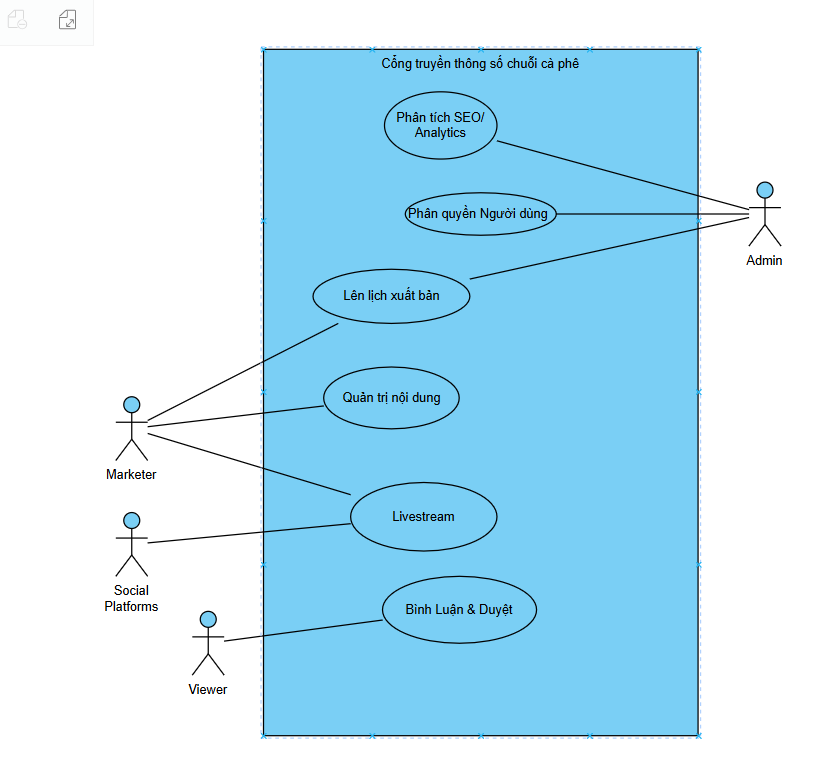 Cổng truyền thông số chuỗi cà phê
Phân tích SEO/
Analytics
Phân quyền Người dùng
Admin
Lên lịch xuất bản
Quản trị nội dung
Marketer
Livestream
Social
Platforms
Bình Luận & Duyệt
Viewer